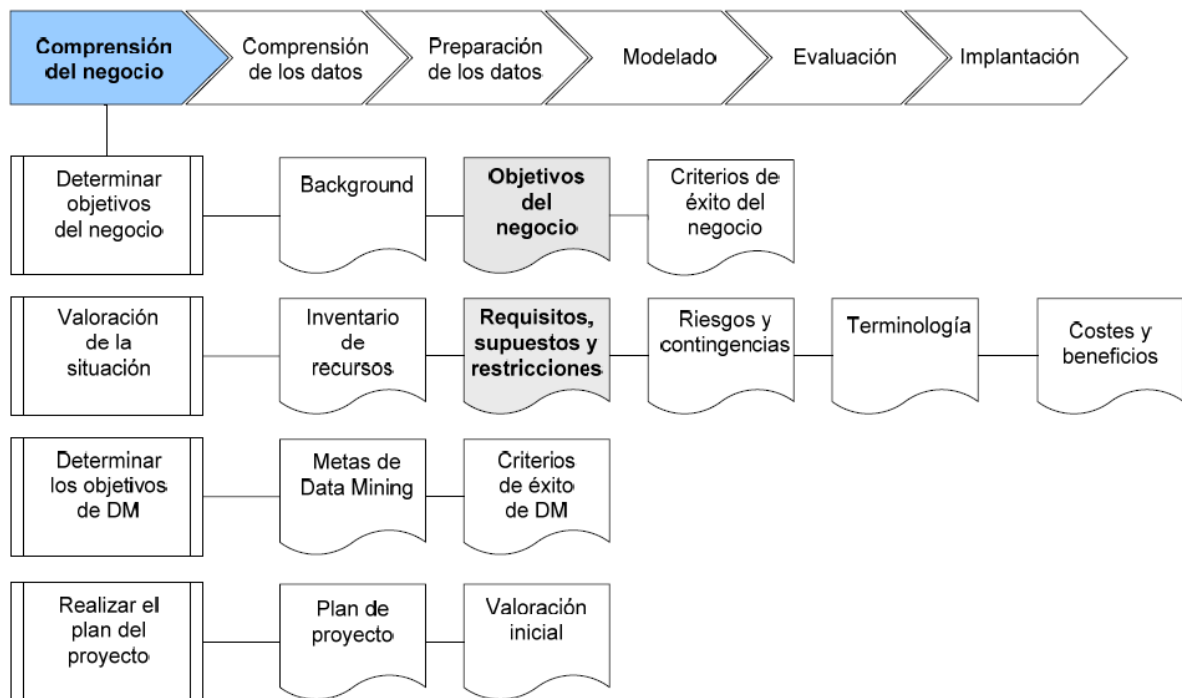 Comprensión
del negocio
Comprensión
de los datos
Preparación
de los datos
Modelado
Evaluación
Implantación
Determinar
objetivos
del negocio
Background
Objetivos
del
negocio
Criterios de
éxito del
negocio
Valoración
de la
situación
Inventario
de
recursos
Requisitos,
supuestos y
restricciones
Riesgos y
contingencias
Terminología
Costes y
beneficios
Determinar
los objetivos
de DM
Metas de
Data Mining
Criterios
de éxito
de DM
Realizar el
plan del
proyecto
Plan de
proyecto
Valoración
inicial